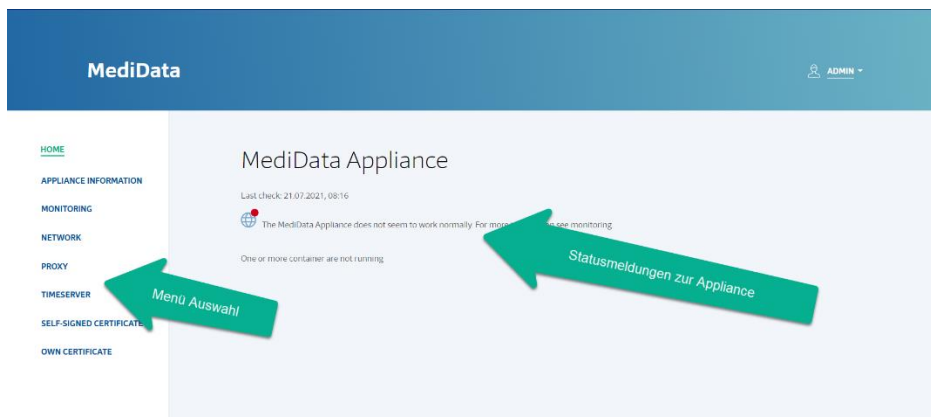 MediData
ADMIN
HOME
APPLIANCE INFORMATION
MONITORING
NETWORK
PROXY
TIMESERVER
SELF-SIGNED CERTIFICATE
OWN CERTIFICATE
MediData Appliance
Last check: 21.07.2021, 08:16
The MediData Appliance does not seem to work normally. For more see monitoring
One or more container are not running
Menü Auswahl
Statusmeldungen zur Appliance